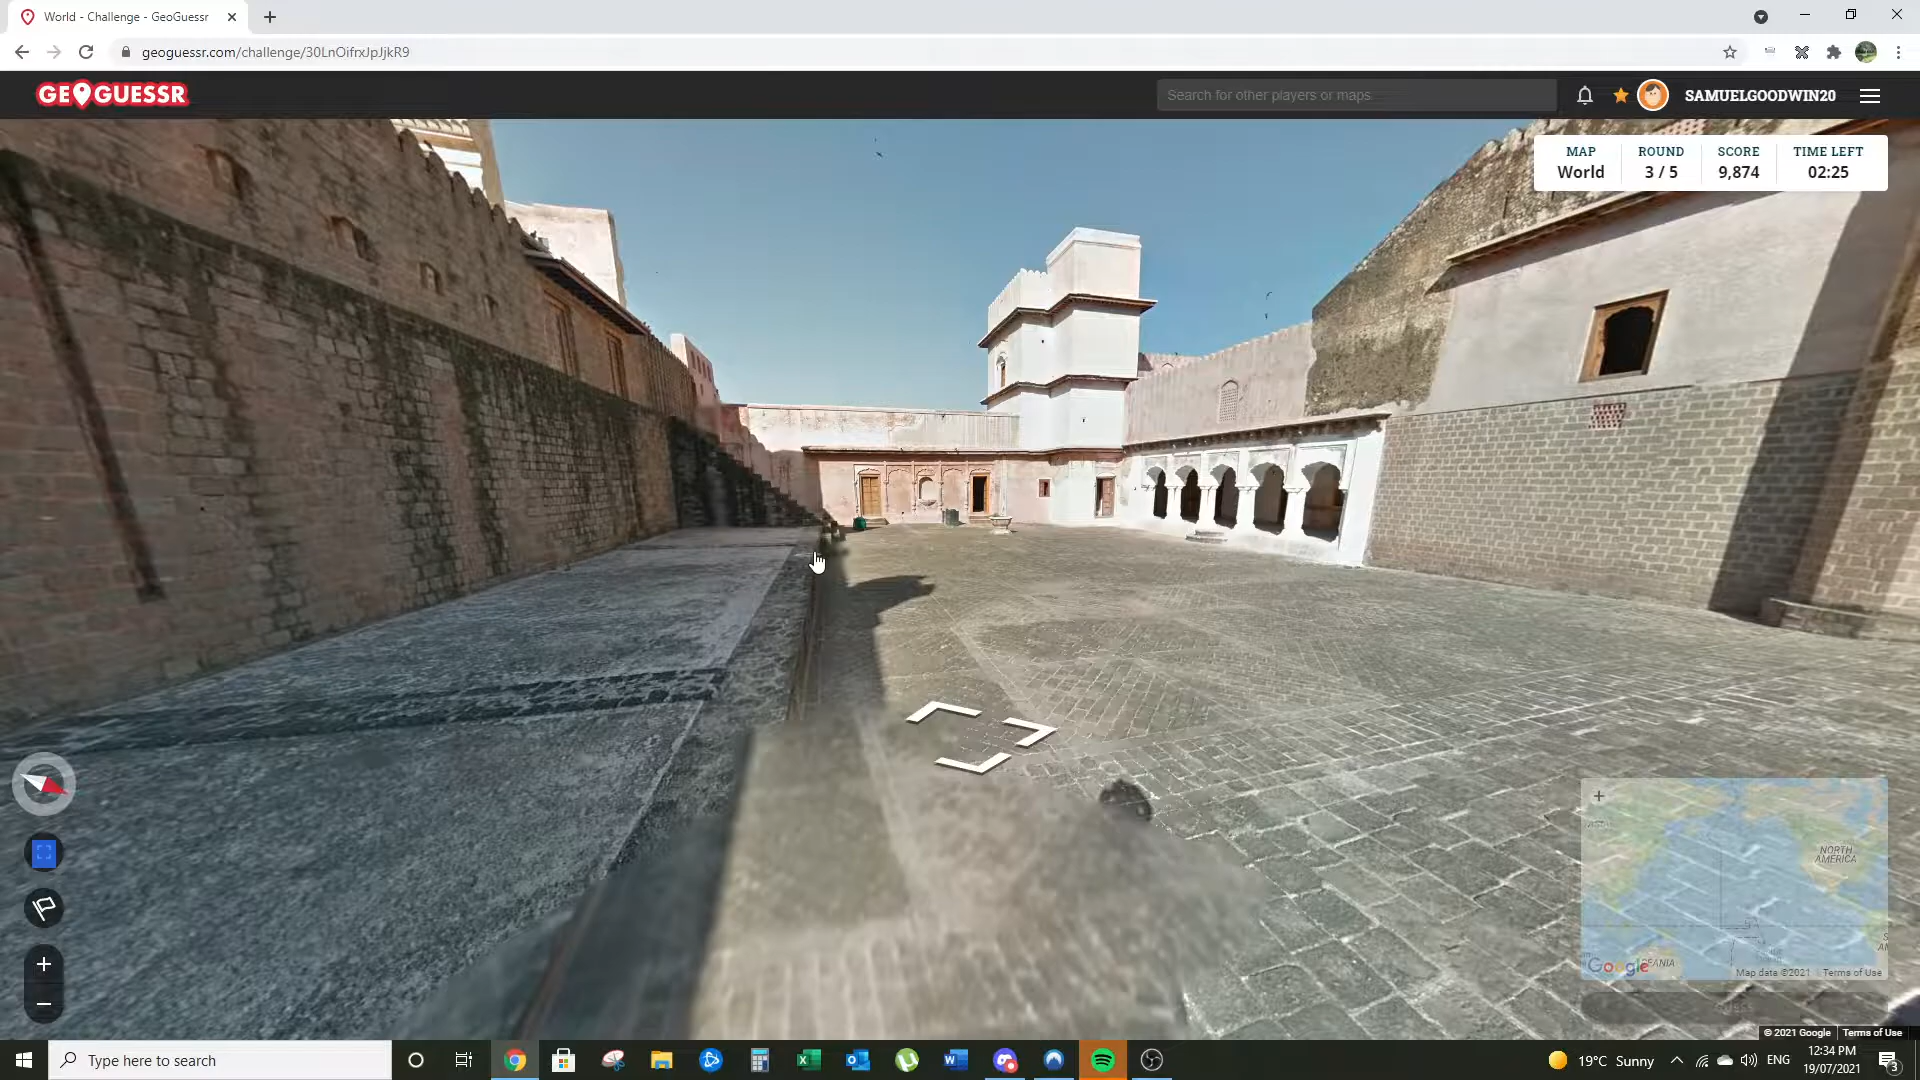 World - Challenge - GeoGuessr
geoguessr.com/challenge/30LnOifrxJpJjkR9
GEOGUESSR
Search for other players or maps
SAMUELGOODWIN20
MAP
World
ROUND
3 / 5
SCORE
9,874
TIME LEFT
02:25
NORTH
AMERICA
Google
Map data ©2021
Terms of Use
© 2021 Google
Terms of Use
Type here to search
19°C Sunny
ENG
12:34 PM
19/07/2021
3